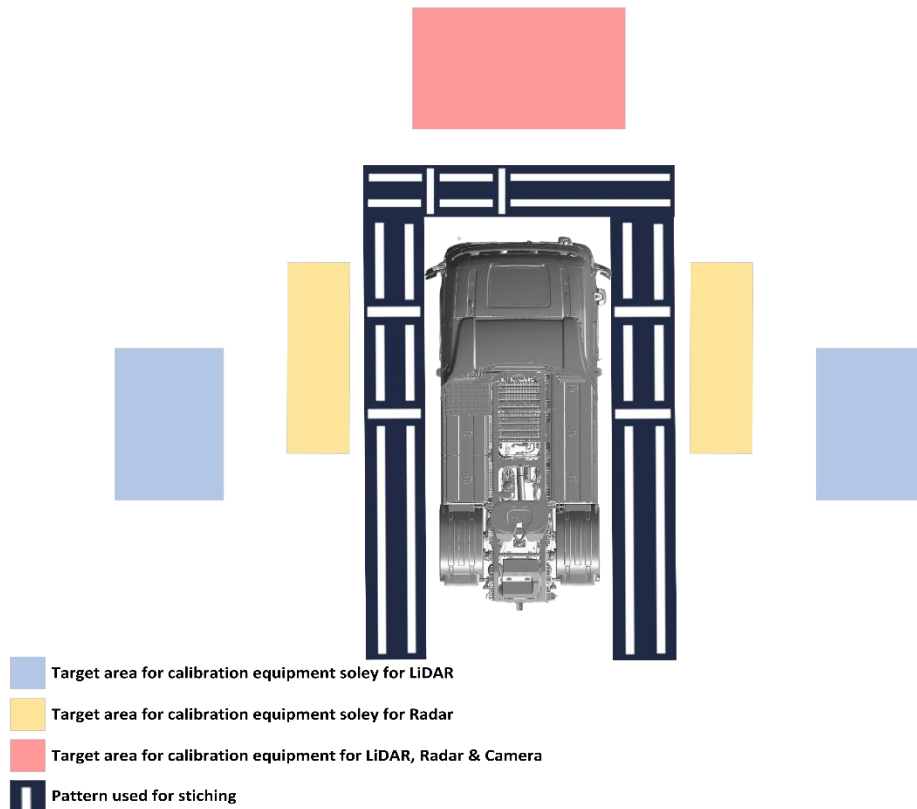 Target area for calibration equipment soley for LiDAR
Target area for calibration equipment soley for Radar
Target area for calibration equipment for LiDAR, Radar & Camera
Pattern used for stiching